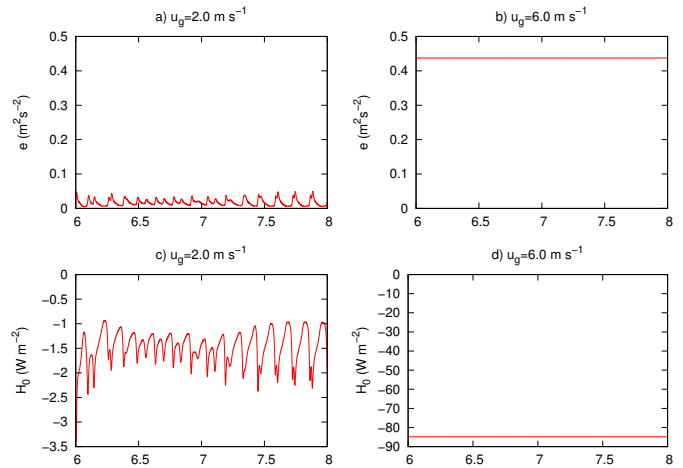 a) u_g=2.0 m s⁻¹
0.5
0.4
0.3
0.2
0.1
0
e (m²s⁻²)
6 6.5 7 7.5 8
b) u_g=6.0 m s⁻¹
0.5
0.4
0.3
0.2
0.1
0
e (m²s⁻²)
6 6.5 7 7.5 8
c) u_g=2.0 m s⁻¹
0
−0.5
−1
−1.5
−2
−2.5
−3
−3.5
H₀ (W m⁻²)
6 6.5 7 7.5 8
d) u_g=6.0 m s⁻¹
0
−10
−20
−30
−40
−50
−60
−70
−80
−90
H₀ (W m⁻²)
6 6.5 7 7.5 8